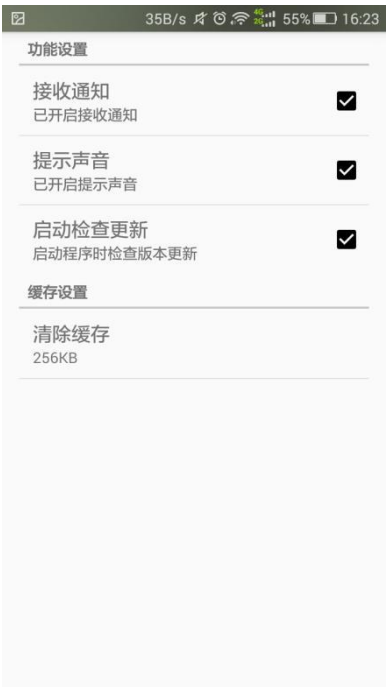 35B/s 4G 2G 55% 16:23
功能设置
接收通知
已开启接收通知
提示声音
已开启提示声音
启动检查更新
启动程序时检查版本更新
缓存设置
清除缓存
256KB